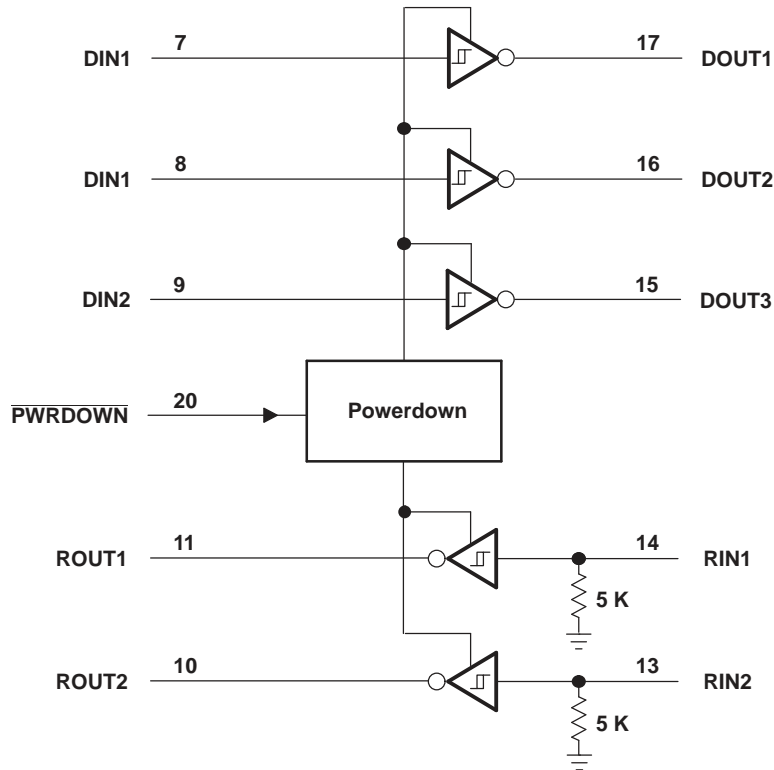 DIN1 7 17 DOUT1
DIN1 8 16 DOUT2
DIN2 9 15 DOUT3
PWRDOWN 20 Powerdown
ROUT1 11 14 RIN1
5 K
ROUT2 10 13 RIN2
5 K